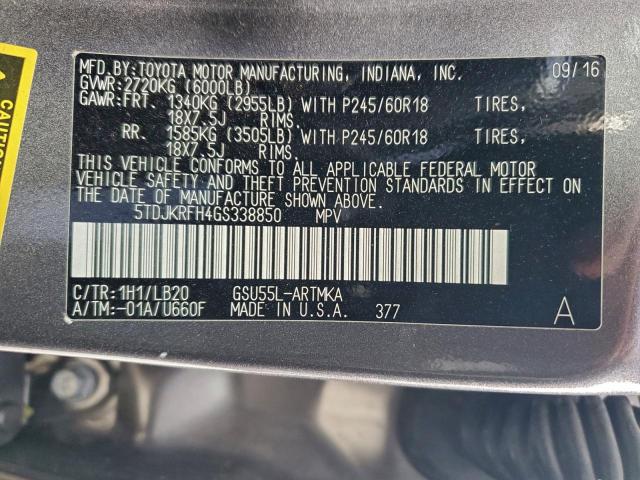 MFD.BY:TOYOTA MOTOR MANUFACTURING, INDIANA, INC. 09/16
GVWR:2720KG (6000LB)
GAWR:FRT. 1340KG (2955LB) WITH P245/60R18 TIRES,
18X7.5J RIMS.
RR. 1585KG (3505LB) WITH P245/60R18 TIRES,
18X7.5J RIMS.
THIS VEHICLE CONFORMS TO ALL APPLICABLE FEDERAL MOTOR
VEHICLE SAFETY AND THEFT PREVENTION STANDARDS IN EFFECT ON
THE DATE OF MANUFACTURE SHOWN ABOVE.
5TDJKRFH4GS338850 MPV
C/TR:1H1/LB20 GSU55L-ARTMKA
A/TM:-01A/U660F MADE IN U.S.A. 377 A